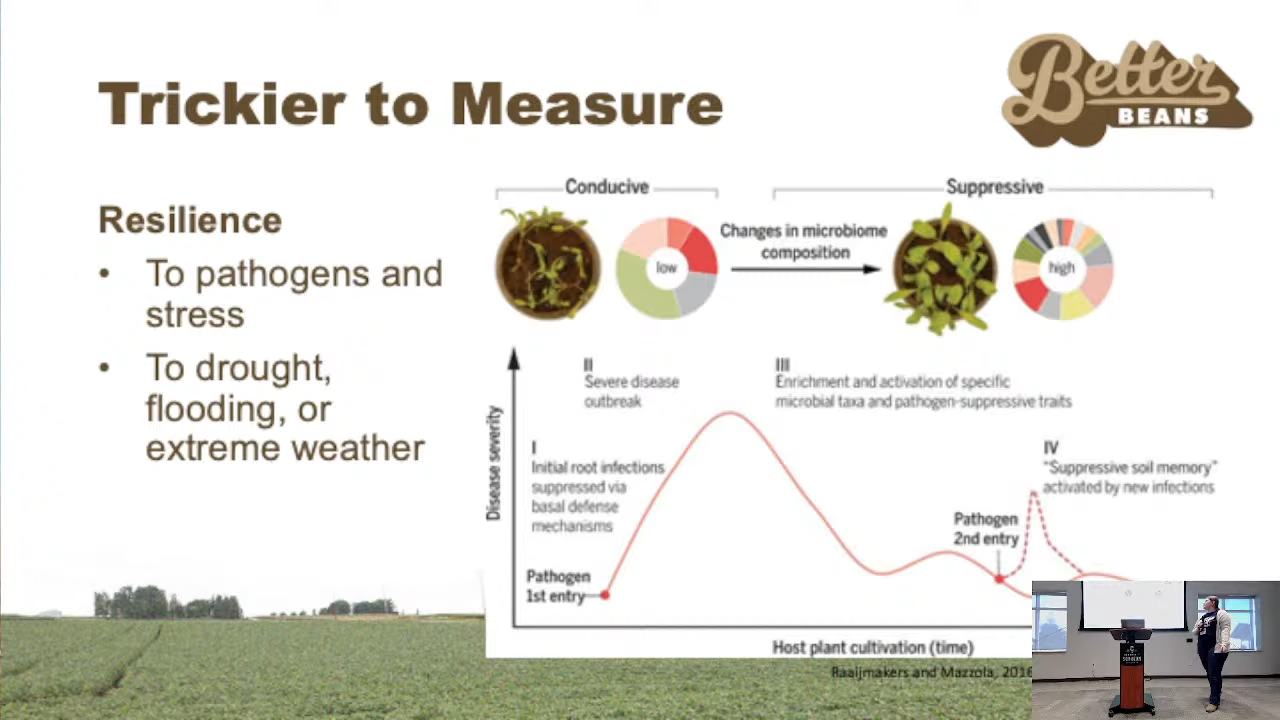 Trickier to Measure
Better
BEANS
Resilience
• To pathogens and
stress
• To drought,
flooding, or
extreme weather
Conducive
Suppressive
low
Changes in microbiome
composition
high
Disease severity
II
Severe disease
outbreak
III
Enrichment and activation of specific
microbial taxa and pathogen-suppressive traits
I
Initial root infections
suppressed via
basal defense
mechanisms
IV
"Suppressive soil memory"
activated by new infections
Pathogen
2nd entry
Pathogen
1st entry
Host plant cultivation (time)
Raaijmakers and Mazzola, 2016